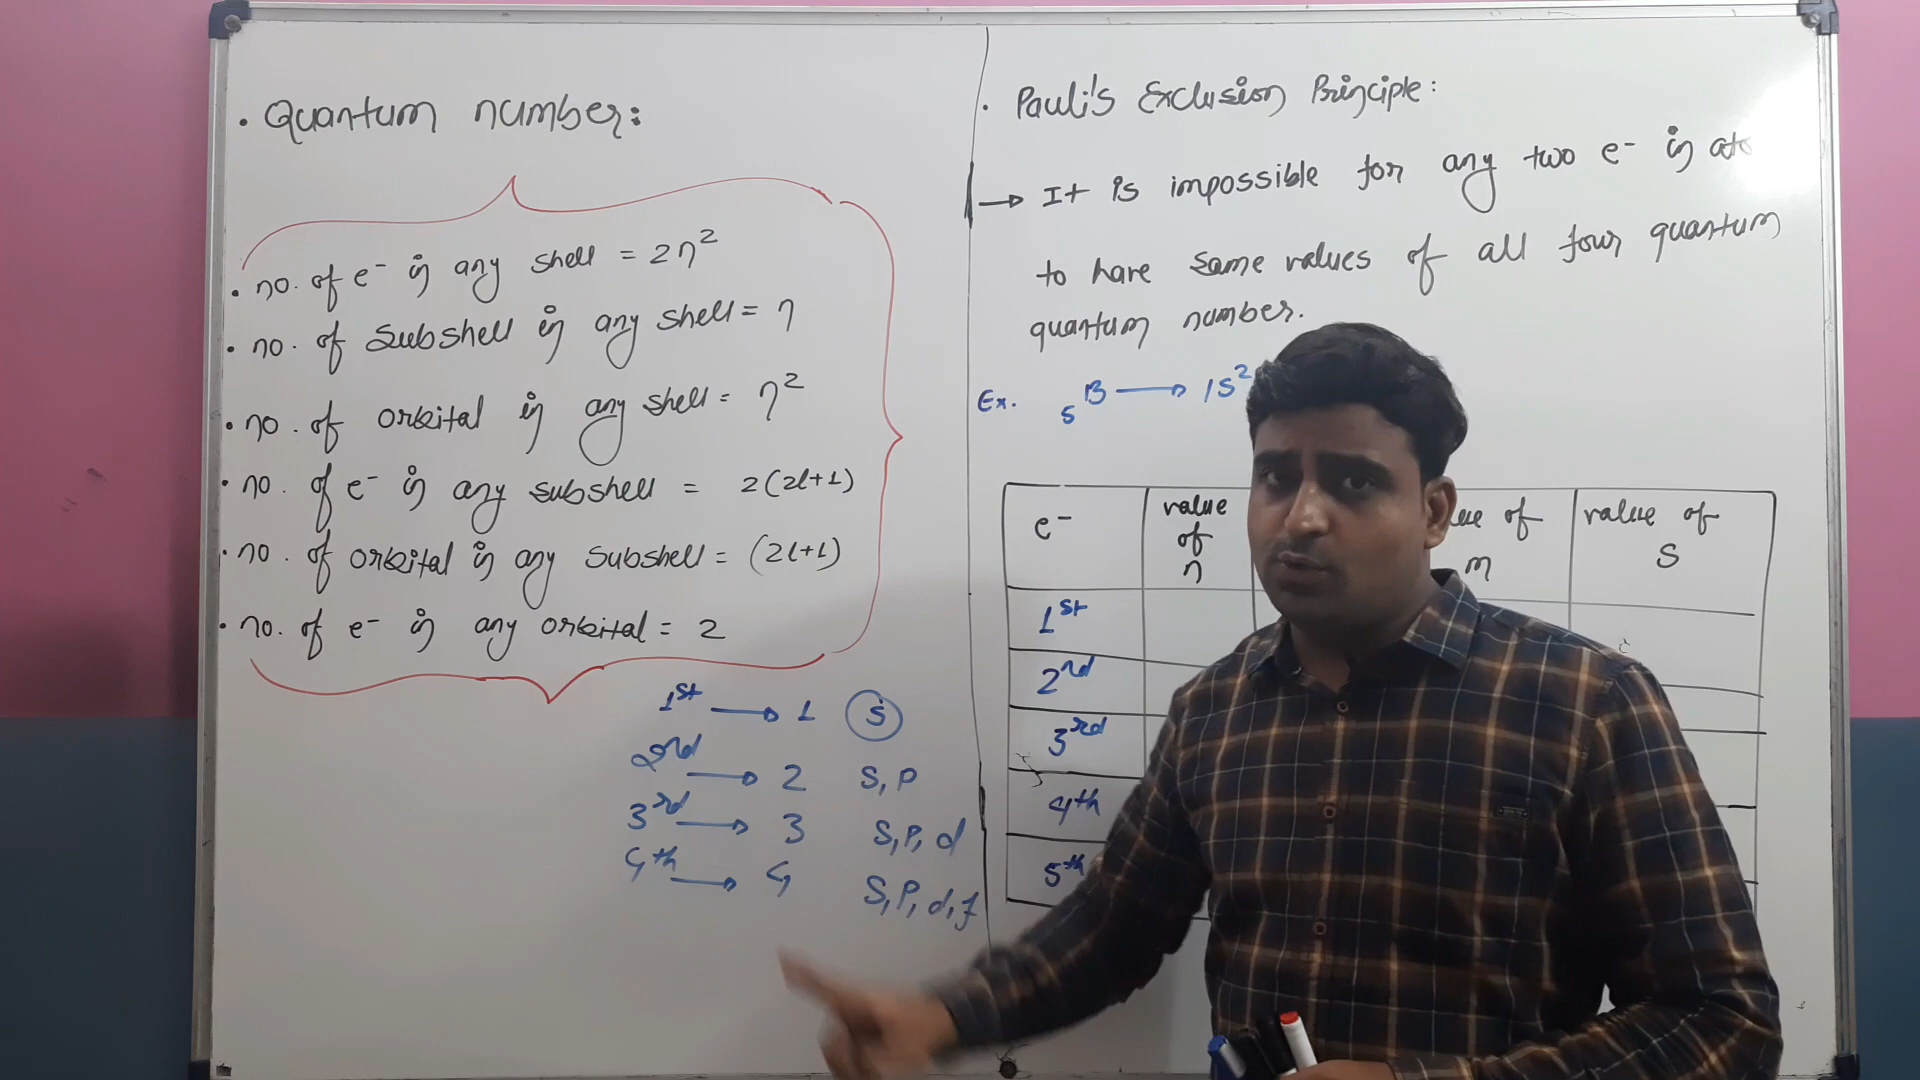 • Quantum number:
• no. of e⁻ in any shell = 2n²
• no. of subshell in any shell = n
• no. of orbital in any shell = n²
• no. of e⁻ in any subshell = 2(2l+1)
• no. of orbital in any subshell = (2l+1)
• no. of e⁻ in any orbital = 2
1st → 1 S
2nd → 2 S, P
3rd → 3 S, P, d
4th → 4 S, P, d, f
• Pauli's Exclusion Principle:
→ It is impossible for any two e⁻ in
to have same values of all four quantum
quantum number.
Ex. ₅B → 1S²
e⁻ value of n of m value of S
1st
2rd
3rd
4th
5th